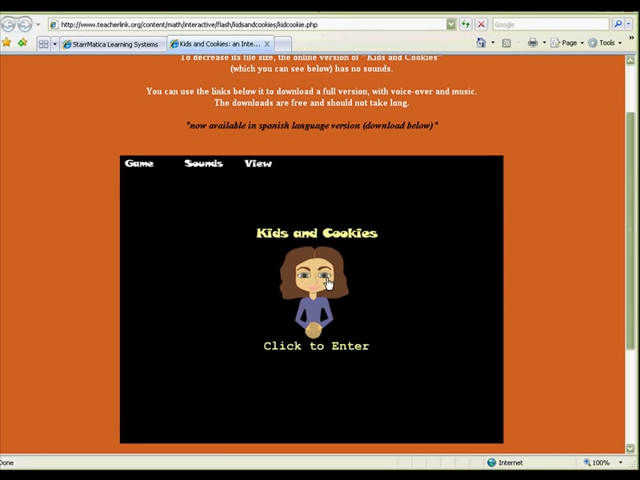 http://www.teacherlink.org/content/math/interactive/flash/kidsandcookies/kidcookie.php
Google
StarrMatica Learning Systems
Kids and Cookies: an Inte...
Page
Tools
To decrease its file size, the online version of "Kids and Cookies"
(which you can see below) has no sounds.
You can use the links below it to download a full version, with voice-over and music.
The downloads are free and should not take long.
*now available in spanish language version (download below)*
Game Sounds View
Kids and Cookies
Click to Enter
Done
Internet
100%